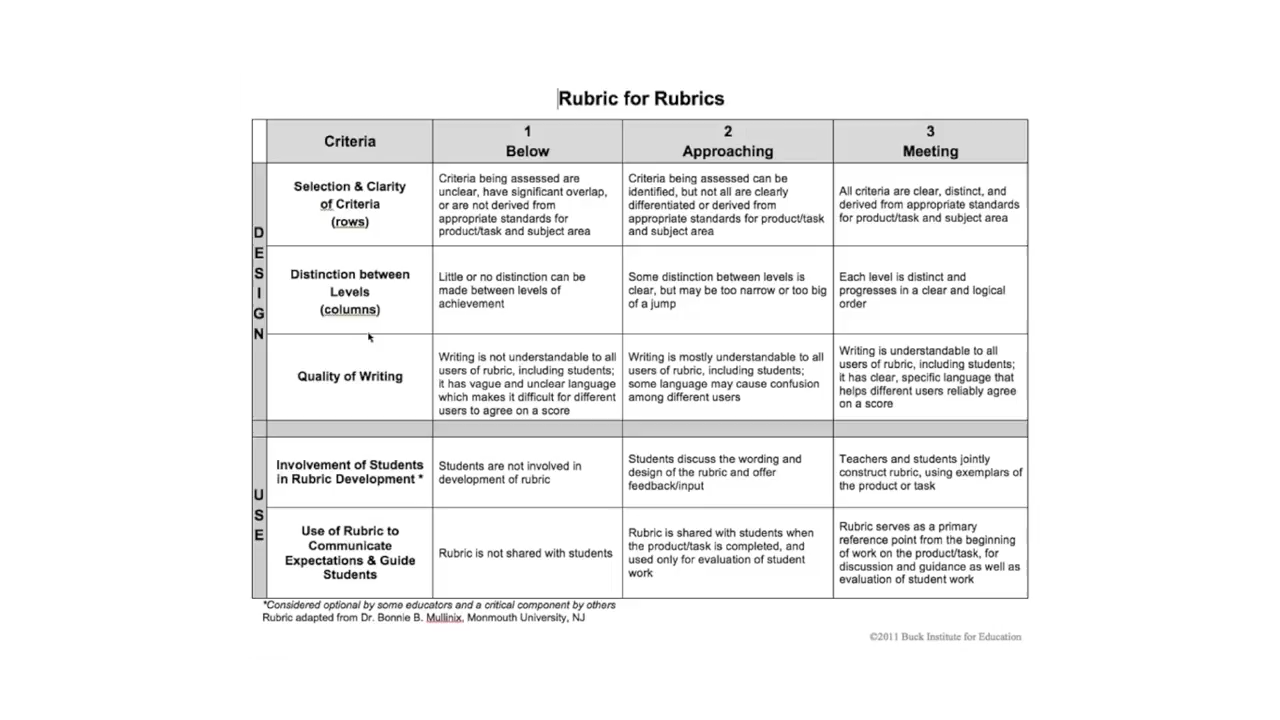 Rubric for Rubrics
Criteria
1
Below
2
Approaching
3
Meeting
DESIGN
Selection & Clarity
of Criteria
(rows)
Criteria being assessed are
unclear, have significant overlap,
or are not derived from
appropriate standards for
product/task and subject area
Criteria being assessed can be
identified, but not all are clearly
differentiated or derived from
appropriate standards for product/task
and subject area
All criteria are clear, distinct, and
derived from appropriate standards
for product/task and subject area
Distinction between
Levels
(columns)
Little or no distinction can be
made between levels of
achievement
Some distinction between levels is
clear, but may be too narrow or too big
of a jump
Each level is distinct and
progresses in a clear and logical
order
Quality of Writing
Writing is not understandable to all
users of rubric, including students;
it has vague and unclear language
which makes it difficult for different
users to agree on a score
Writing is mostly understandable to all
users of rubric, including students;
some language may cause confusion
among different users
Writing is understandable to all
users of rubric, including students;
it has clear, specific language that
helps different users reliably agree
on a score
USE
Involvement of Students
in Rubric Development *
Students are not involved in
development of rubric
Students discuss the wording and
design of the rubric and offer
feedback/input
Teachers and students jointly
construct rubric, using exemplars of
the product or task
Use of Rubric to
Communicate
Expectations & Guide
Students
Rubric is not shared with students
Rubric is shared with students when
the product/task is completed, and
used only for evaluation of student
work
Rubric serves as a primary
reference point from the beginning
of work on the product/task, for
discussion and guidance as well as
evaluation of student work
*Considered optional by some educators and a critical component by others
Rubric adapted from Dr. Bonnie B. Mullinix, Monmouth University, NJ
©2011 Buck Institute for Education